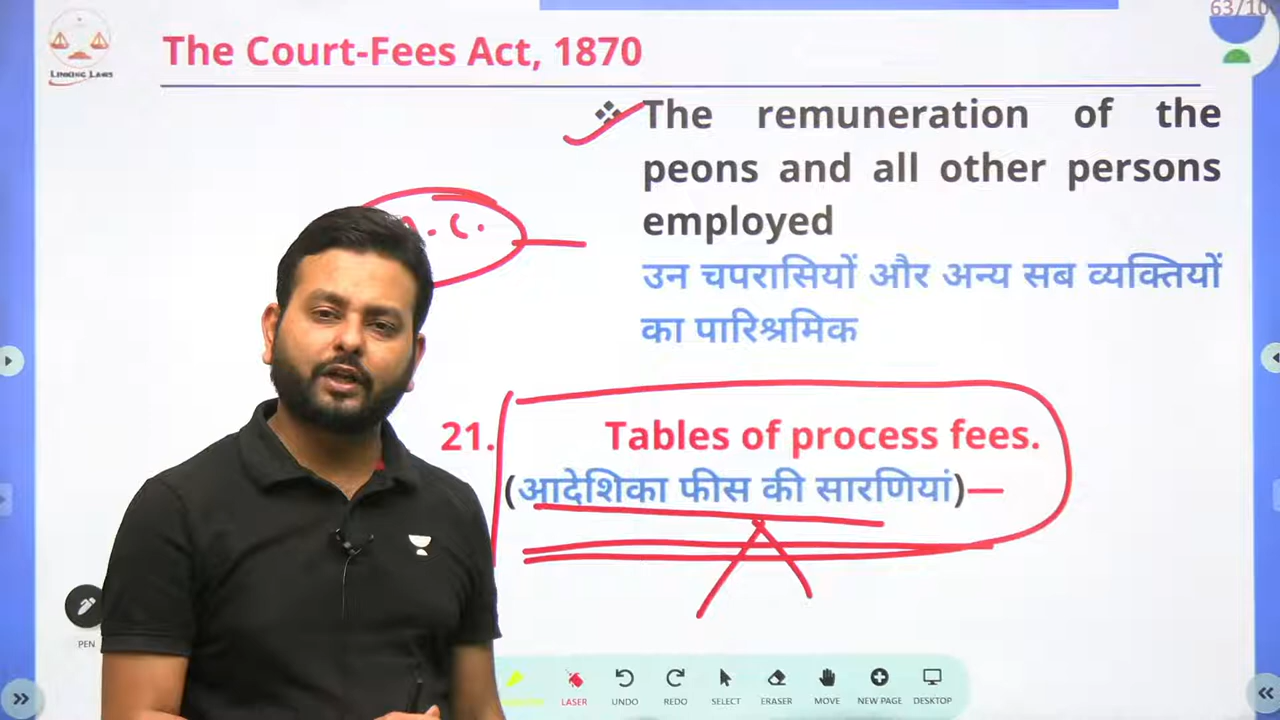 63/10
LINKING LAWS
The Court-Fees Act, 1870
❖ The remuneration of the
peons and all other persons
employed
उन चपरासियों और अन्य सब व्यक्तियों
का पारिश्रमिक
.C.
21. Tables of process fees.
(आदेशिका फीस की सारणियां)—
PEN
LASER
UNDO
REDO
SELECT
ERASER
MOVE
NEW PAGE
DESKTOP